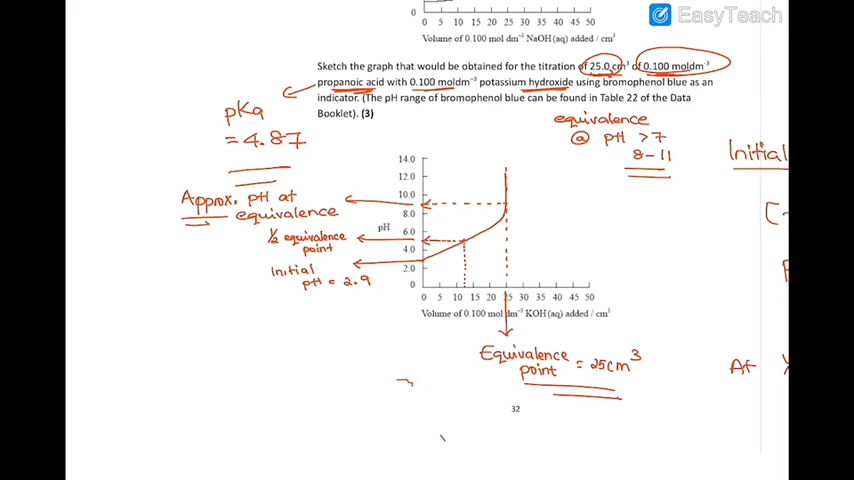 0
0 5 10 15 20 25 30 35 40 45 50
Volume of 0.100 mol dm⁻³ NaOH (aq) added / cm³
EasyTeach
Sketch the graph that would be obtained for the titration of 25.0 cm³ of 0.100 moldm⁻³
propanoic acid with 0.100 moldm⁻³ potassium hydroxide using bromophenol blue as an
indicator. (The pH range of bromophenol blue can be found in Table 22 of the Data
Booklet). (3)
pKa
= 4.87
equivalence
@ pH > 7
8 - 11
Initial
Approx. pH at
equivalence
1/2 equivalence
point
Initial
pH = 2.9
14.0
12.0
10.0
8.0
pH
6.0
4.0
2.0
0
0 5 10 15 20 25 30 35 40 45 50
Volume of 0.100 mol dm⁻³ KOH (aq) added / cm³
Equivalence
point = 25cm³
At
32